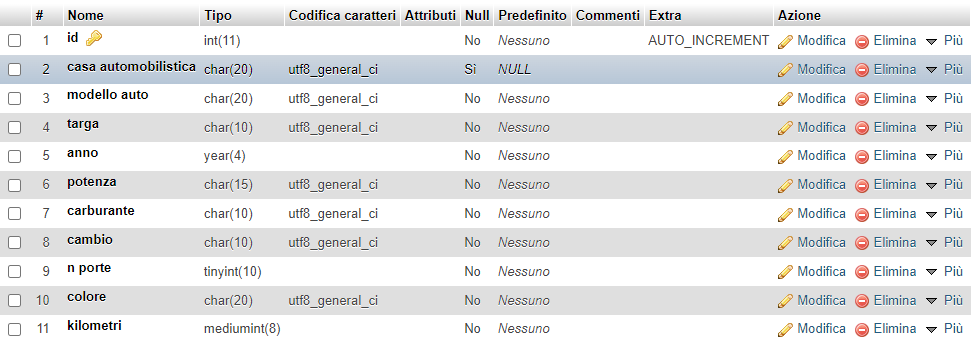 # Nome Tipo Codifica caratteri Attributi Null Predefinito Commenti Extra Azione
1 id int(11) No Nessuno AUTO_INCREMENT Modifica Elimina Più
2 casa automobilistica char(20) utf8_general_ci Sì NULL Modifica Elimina Più
3 modello auto char(20) utf8_general_ci No Nessuno Modifica Elimina Più
4 targa char(10) utf8_general_ci No Nessuno Modifica Elimina Più
5 anno year(4) No Nessuno Modifica Elimina Più
6 potenza char(15) utf8_general_ci No Nessuno Modifica Elimina Più
7 carburante char(10) utf8_general_ci No Nessuno Modifica Elimina Più
8 cambio char(10) utf8_general_ci No Nessuno Modifica Elimina Più
9 n porte tinyint(10) No Nessuno Modifica Elimina Più
10 colore char(20) utf8_general_ci No Nessuno Modifica Elimina Più
11 kilometri mediumint(8) No Nessuno Modifica Elimina Più